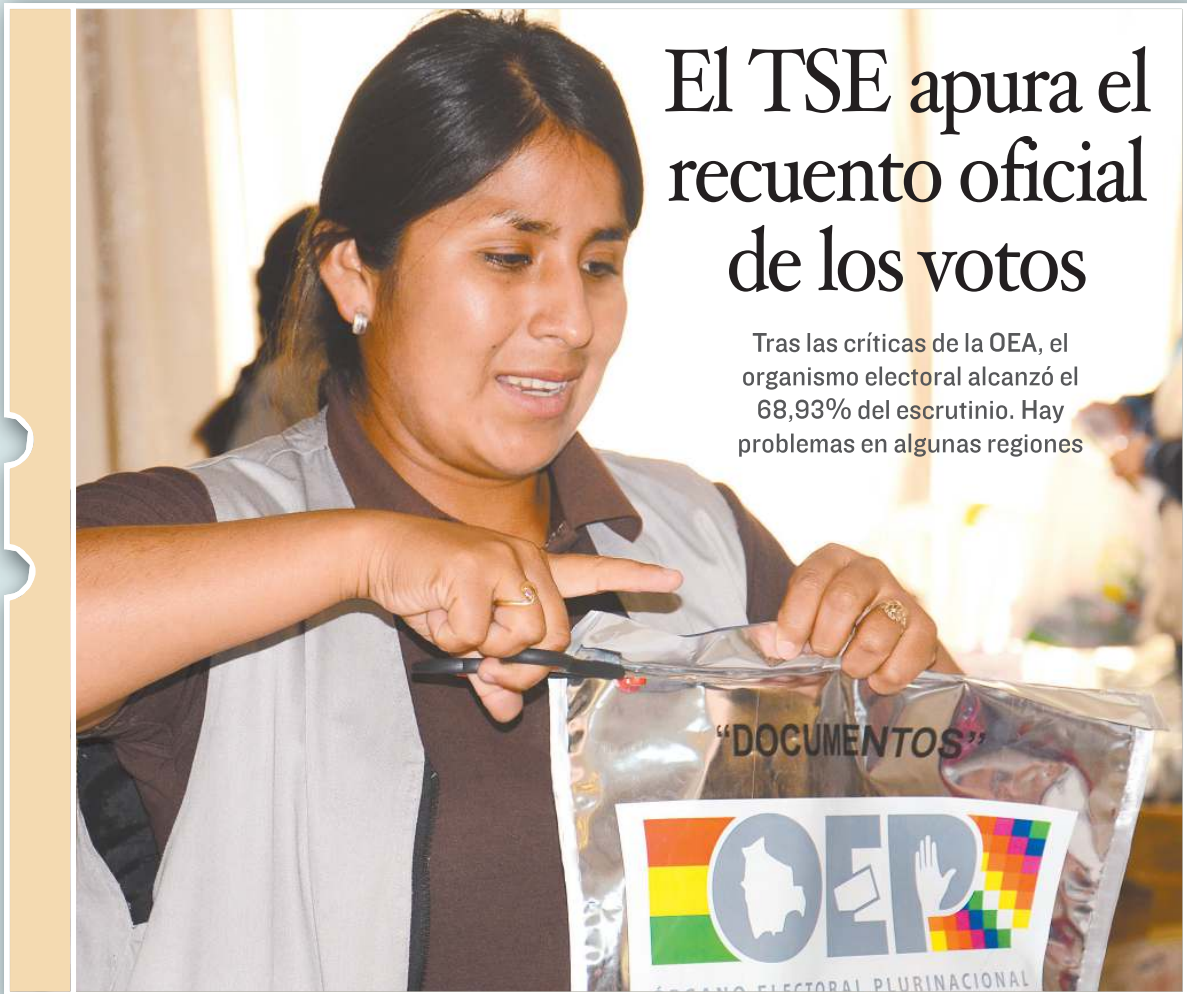 El TSE apura el
recuento oficial
de los votos
Tras las críticas de la OEA, el
organismo electoral alcanzó el
68,93% del escrutinio. Hay
problemas en algunas regiones
“DOCUMENTOS”
OEP
ÓRGANO ELECTORAL PLURINACIONAL